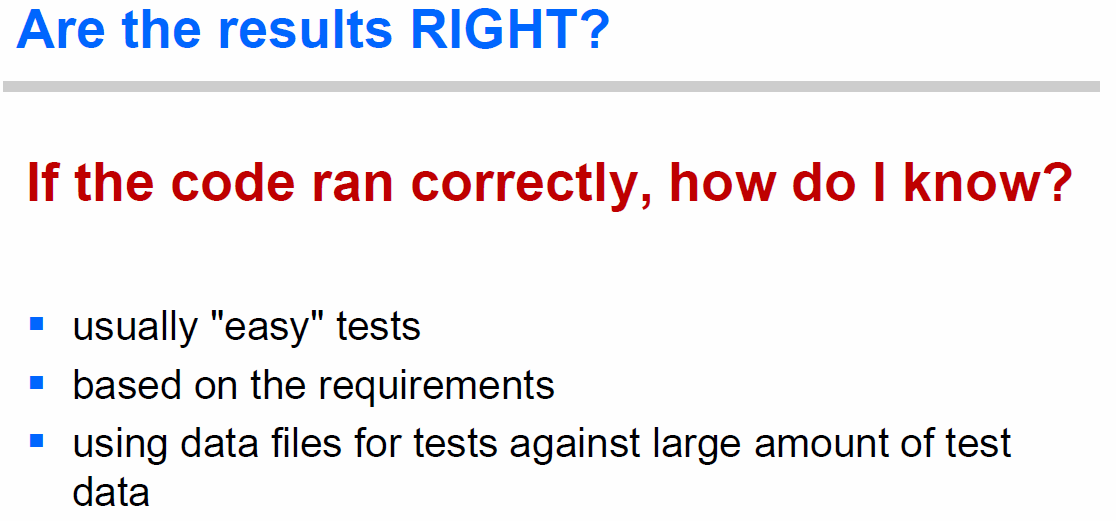 Are the results RIGHT?
If the code ran correctly, how do I know?
▪ usually "easy" tests
▪ based on the requirements
▪ using data files for tests against large amount of test
data